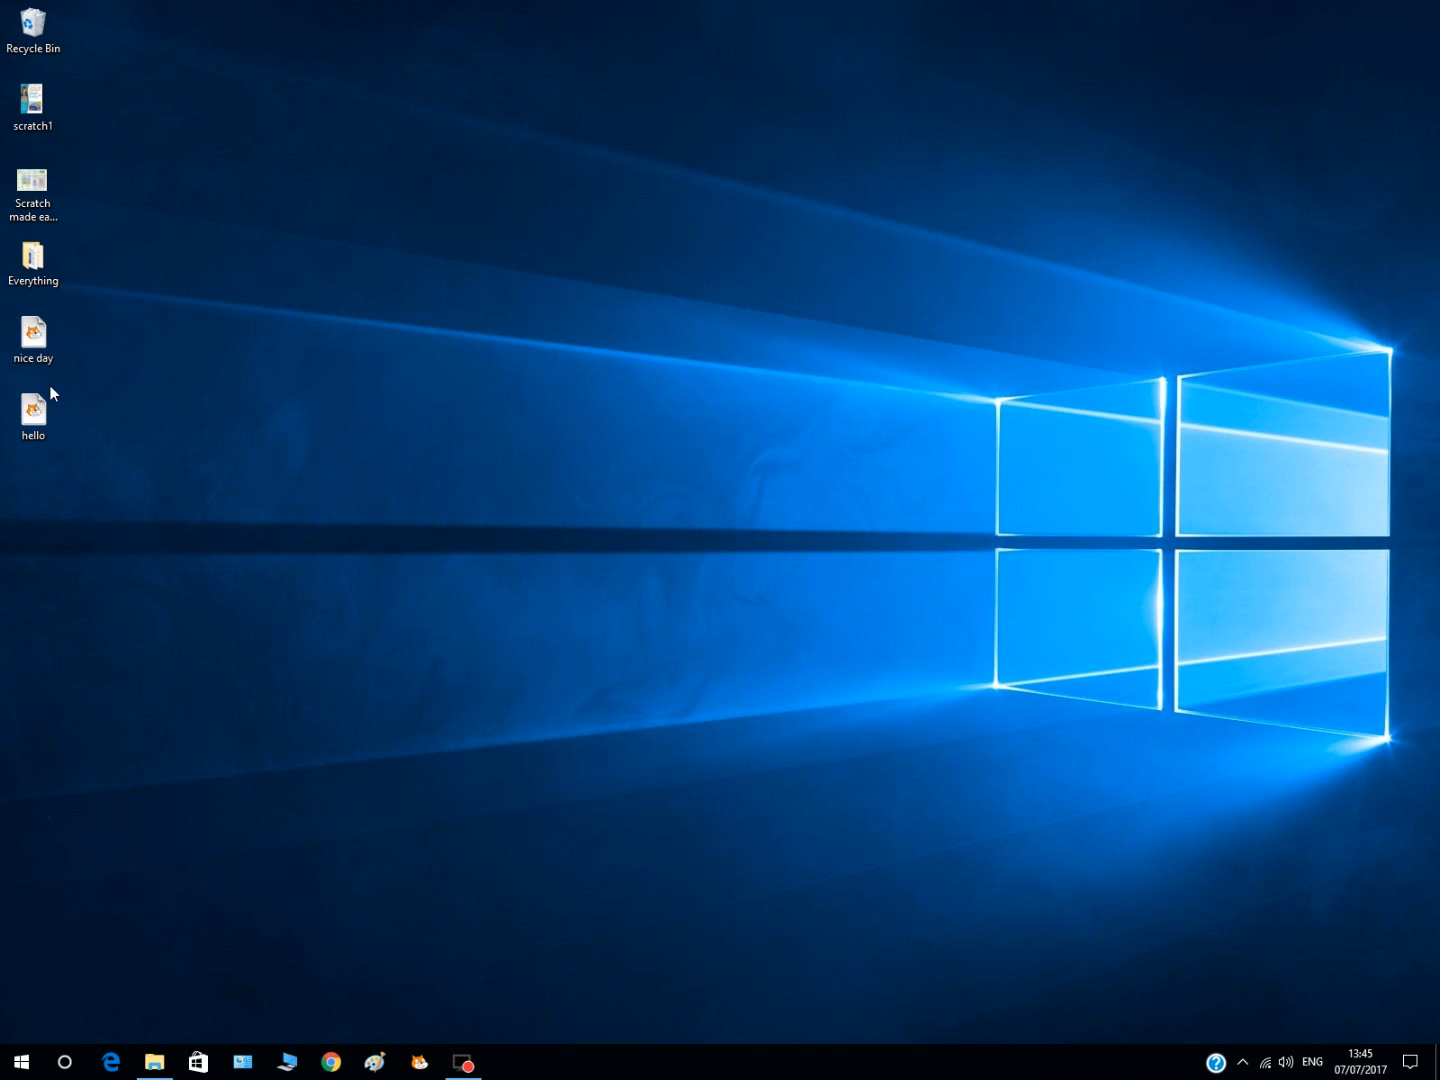 Recycle Bin
scratch1
Scratch
made ea...
Everything
nice day
hello
ENG
13:45
07/07/2017